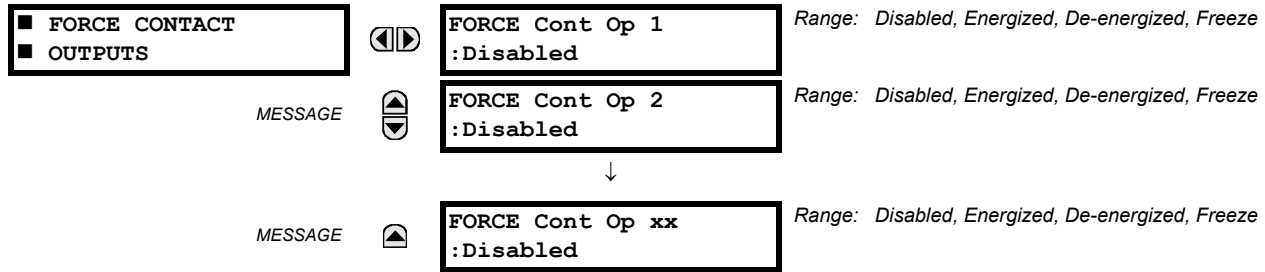 ■ FORCE CONTACT
■ OUTPUTS
FORCE Cont Op 1
:Disabled
Range: Disabled, Energized, De-energized, Freeze
MESSAGE
FORCE Cont Op 2
:Disabled
Range: Disabled, Energized, De-energized, Freeze
↓
MESSAGE
FORCE Cont Op xx
:Disabled
Range: Disabled, Energized, De-energized, Freeze